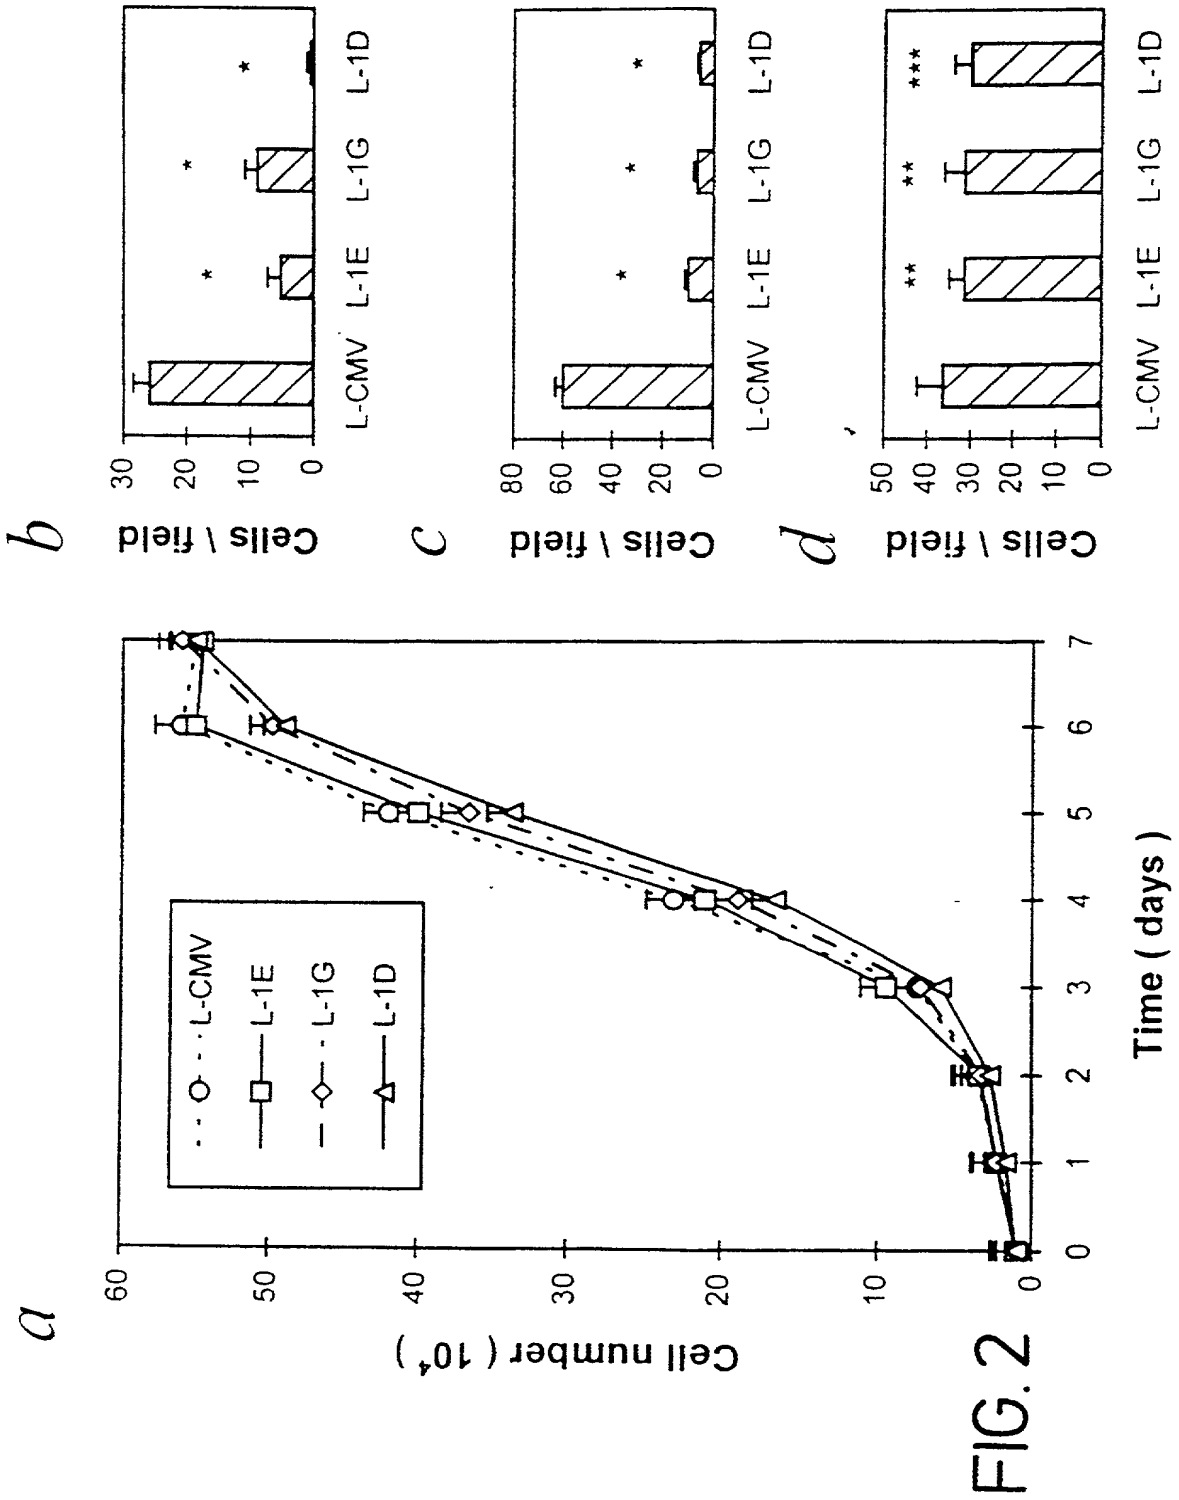 a
Cell number ( 10⁴ )
60
50
40
30
20
10
0
L-CMV
L-1E
L-1G
L-1D
0 1 2 3 4 5 6 7
Time ( days )
b
Cells \ field
30
20
10
0
* * *
L-CMV L-1E L-1G L-1D
c
Cells \ field
80
60
40
20
0
* * *
L-CMV L-1E L-1G L-1D
d
Cells \ field
50
40
30
20
10
0
** ** ***
L-CMV L-1E L-1G L-1D
FIG. 2